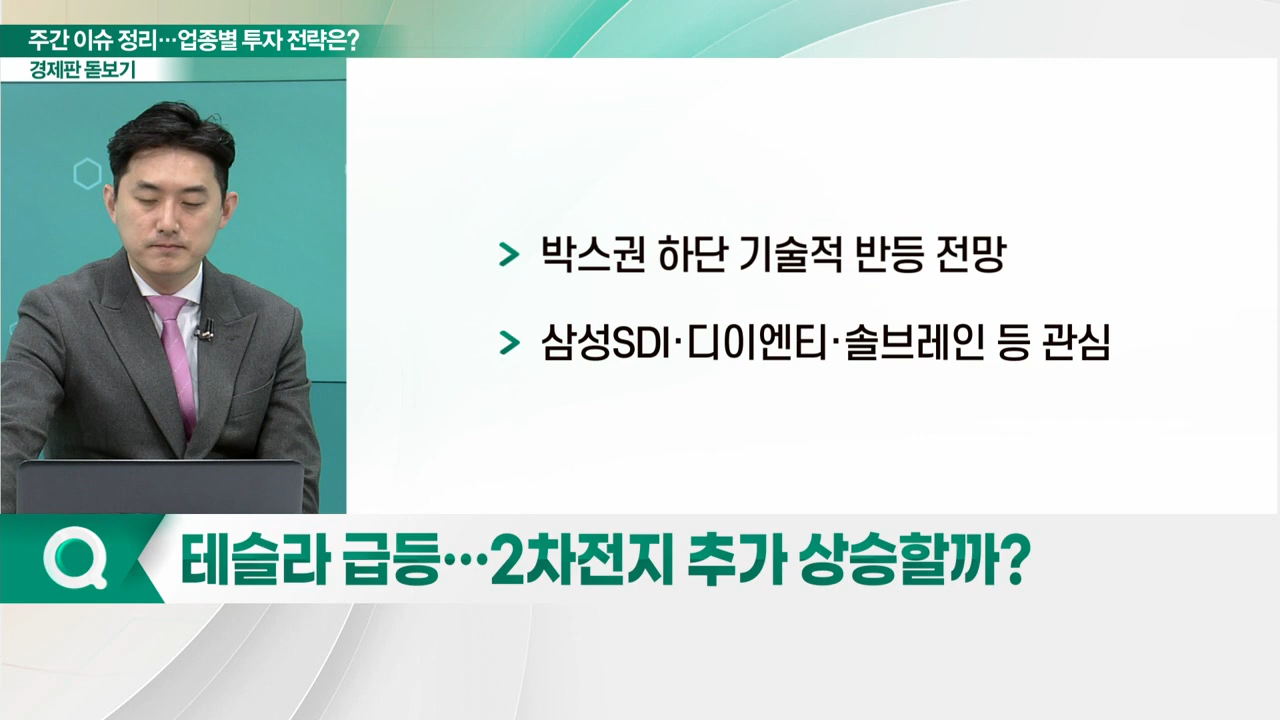 주간 이슈 정리…업종별 투자 전략은?
경제판 돋보기
> 박스권 하단 기술적 반등 전망
> 삼성SDI·디이엔티·솔브레인 등 관심
Q 테슬라 급등…2차전지 추가 상승할까?